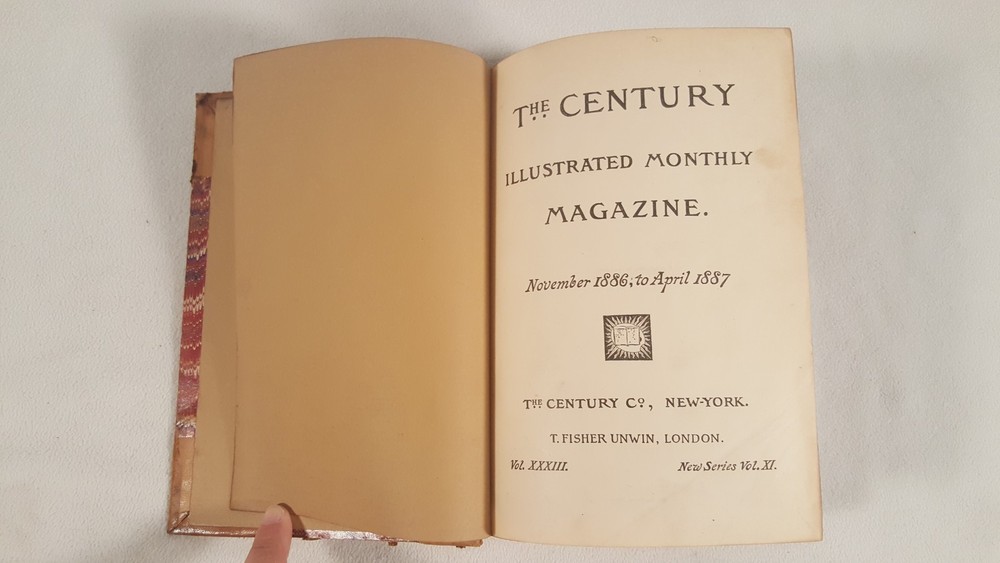 THE CENTURY
ILLUSTRATED MONTHLY
MAGAZINE.
November 1886, to April 1887
THE CENTURY Co, NEW-YORK.
T. FISHER UNWIN, LONDON.
Vol. XXXIII. New Series Vol. XI.